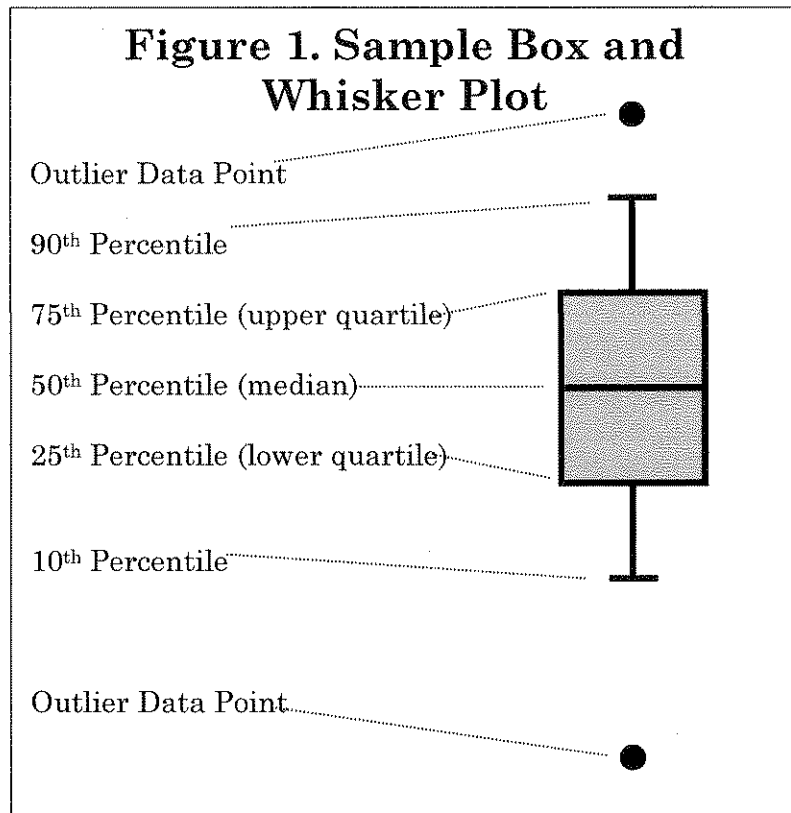 Figure 1. Sample Box and
Whisker Plot
Outlier Data Point
90th Percentile
75th Percentile (upper quartile)
50th Percentile (median)
25th Percentile (lower quartile)
10th Percentile
Outlier Data Point